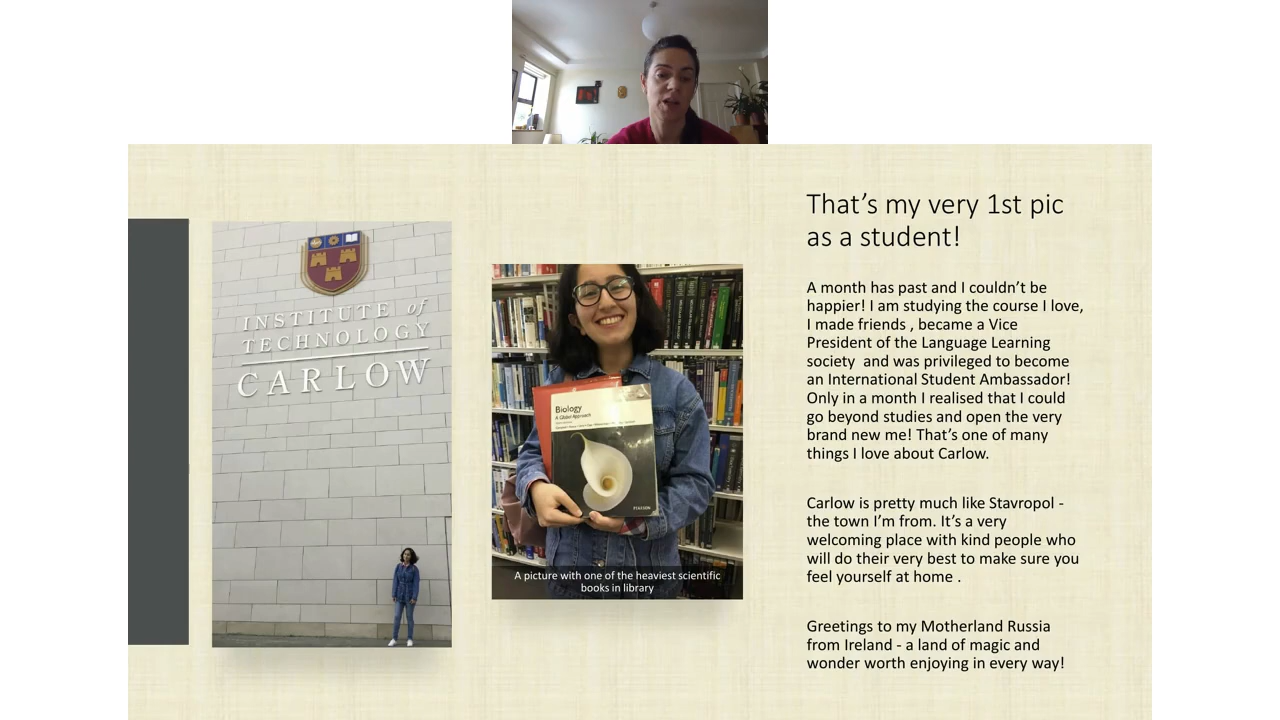 INSTITUTE of
TECHNOLOGY
CARLOW
Biology
A Global Approach
PEARSON
A picture with one of the heaviest scientific
books in library
That's my very 1st pic
as a student!
A month has past and I couldn't be
happier! I am studying the course I love,
I made friends , became a Vice
President of the Language Learning
society and was privileged to become
an International Student Ambassador!
Only in a month I realised that I could
go beyond studies and open the very
brand new me! That's one of many
things I love about Carlow.
Carlow is pretty much like Stavropol -
the town I'm from. It's a very
welcoming place with kind people who
will do their very best to make sure you
feel yourself at home .
Greetings to my Motherland Russia
from Ireland - a land of magic and
wonder worth enjoying in every way!